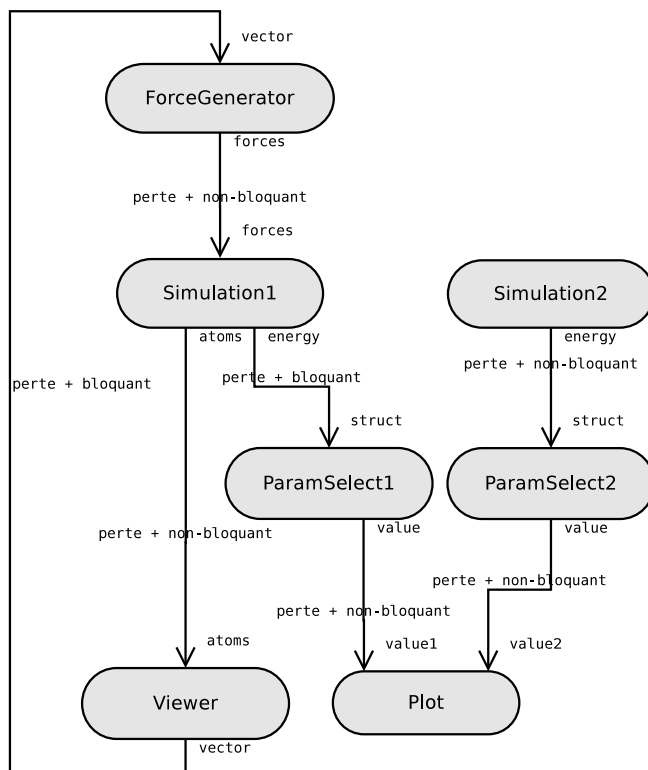 vector
ForceGenerator
forces
perte + non-bloquant
forces
Simulation1
Simulation2
atoms
energy
energy
perte + non-bloquant
perte + bloquant
perte + bloquant
struct
struct
ParamSelect1
ParamSelect2
value
value
perte + non-bloquant
perte + non-bloquant
perte + non-bloquant
atoms
value1
value2
Viewer
Plot
vector